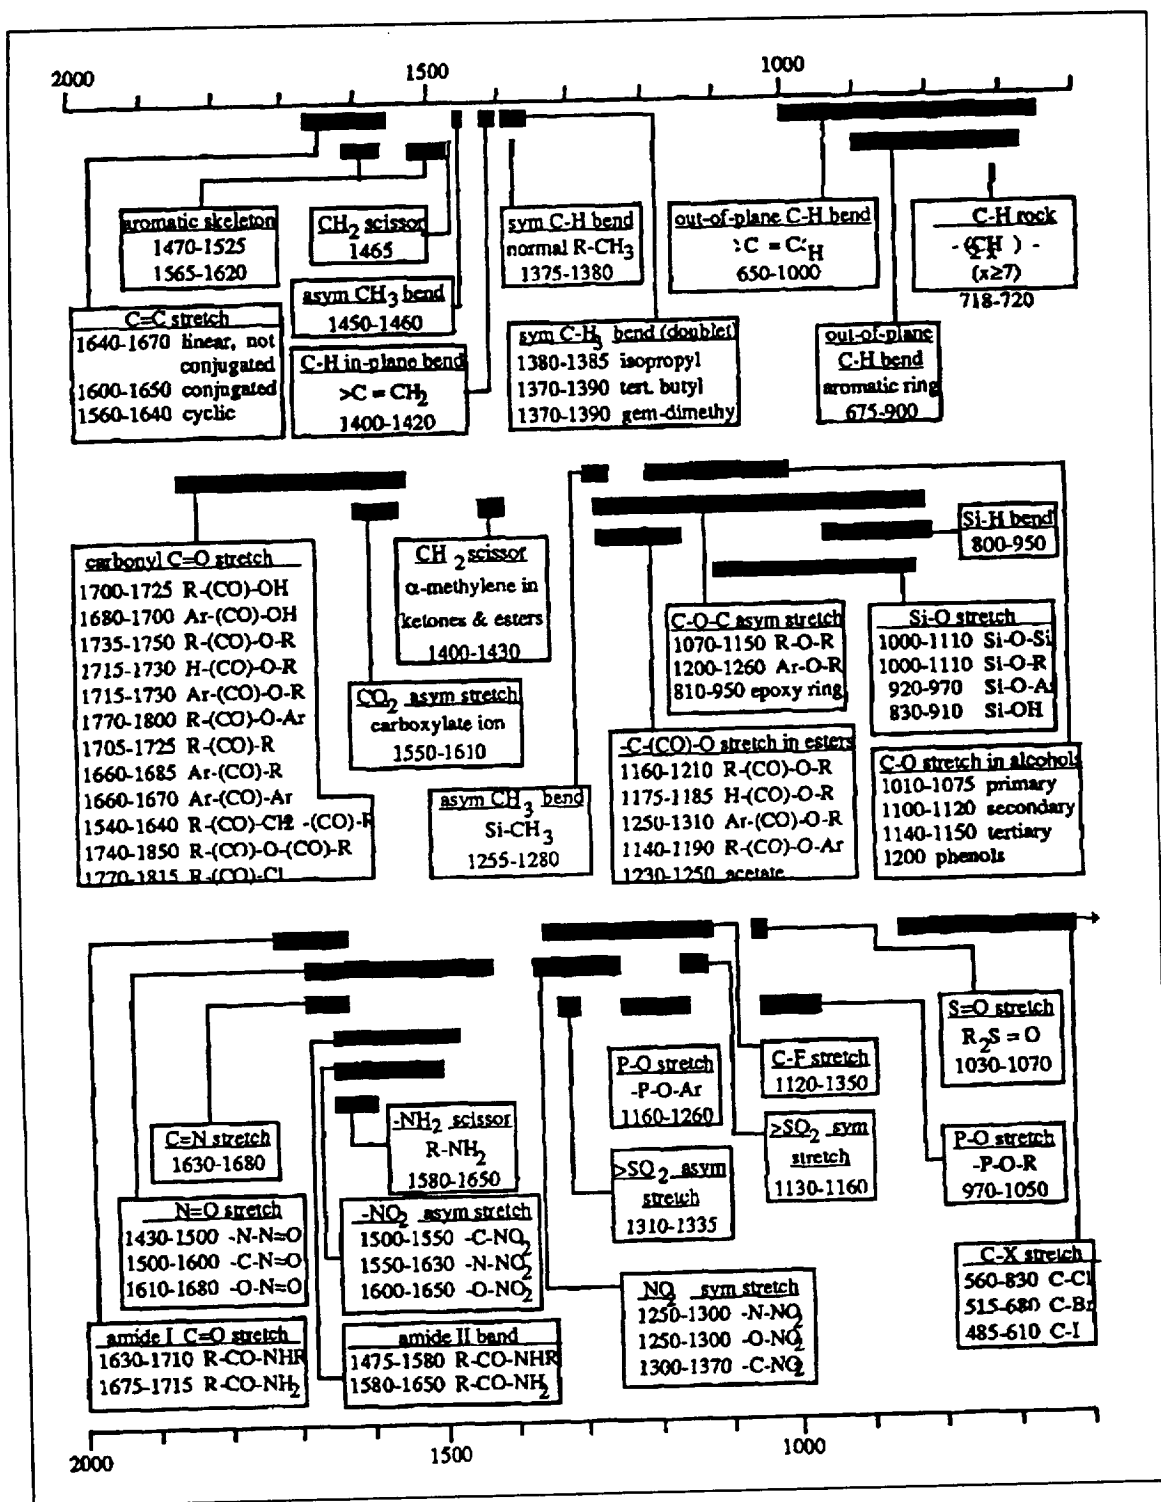 2000 1500 1000
aromatic skeleton
1470-1525
1565-1620
CH2 scissor
1465
sym C-H bend
normal R-CH3
1375-1380
out-of-plane C-H bend
>C = C<H
650-1000
C-H rock
-(CH2)x-
(x≥7)
718-720
asym CH3 bend
1450-1460
C=C stretch
1640-1670 linear, not
conjugated
1600-1650 conjugated
1560-1640 cyclic
C-H in-plane bend
>C = CH2
1400-1420
sym C-H3 bend (doublet)
1380-1385 isopropyl
1370-1390 tert. butyl
1370-1390 gem-dimethy
out-of-plane
C-H bend
aromatic ring
675-900
carbonyl C=O stretch
1700-1725 R-(CO)-OH
1680-1700 Ar-(CO)-OH
1735-1750 R-(CO)-O-R
1715-1730 H-(CO)-O-R
1715-1730 Ar-(CO)-O-R
1770-1800 R-(CO)-O-Ar
1705-1725 R-(CO)-R
1660-1685 Ar-(CO)-R
1660-1670 Ar-(CO)-Ar
1540-1640 R-(CO)-CH2-(CO)-R
1740-1850 R-(CO)-O-(CO)-R
1770-1815 R-(CO)-Cl
CH2 scissor
α-methylene in
ketones & esters
1400-1430
CO2 asym stretch
carboxylate ion
1550-1610
asym CH3 bend
Si-CH3
1255-1280
Si-H bend
800-950
C-O-C asym stretch
1070-1150 R-O-R
1200-1260 Ar-O-R
810-950 epoxy ring
Si-O stretch
1000-1110 Si-O-Si
1000-1110 Si-O-R
920-970 Si-O-Ar
830-910 Si-OH
-C-(CO)-O stretch in esters
1160-1210 R-(CO)-O-R
1175-1185 H-(CO)-O-R
1250-1310 Ar-(CO)-O-R
1140-1190 R-(CO)-O-Ar
1230-1250 acetate
C-O stretch in alcohols
1010-1075 primary
1100-1120 secondary
1140-1150 tertiary
1200 phenols
C=N stretch
1630-1680
-NH2 scissor
R-NH2
1580-1650
P-O stretch
-P-O-Ar
1160-1260
C-F stretch
1120-1350
S=O stretch
R2S = O
1030-1070
>SO2 asym
stretch
1310-1335
>SO2 sym
stretch
1130-1160
P-O stretch
-P-O-R
970-1050
N=O stretch
1430-1500 -N-N=O
1500-1600 -C-N=O
1610-1680 -O-N=O
-NO2 asym stretch
1500-1550 -C-NO2
1550-1630 -N-NO2
1600-1650 -O-NO2
NO2 sym stretch
1250-1300 -N-NO2
1250-1300 -O-NO2
1300-1370 -C-NO2
C-X stretch
560-830 C-Cl
515-680 C-Br
485-610 C-I
amide I C=O stretch
1630-1710 R-CO-NHR
1675-1715 R-CO-NH2
amide II band
1475-1580 R-CO-NHR
1580-1650 R-CO-NH2
2000 1500 1000